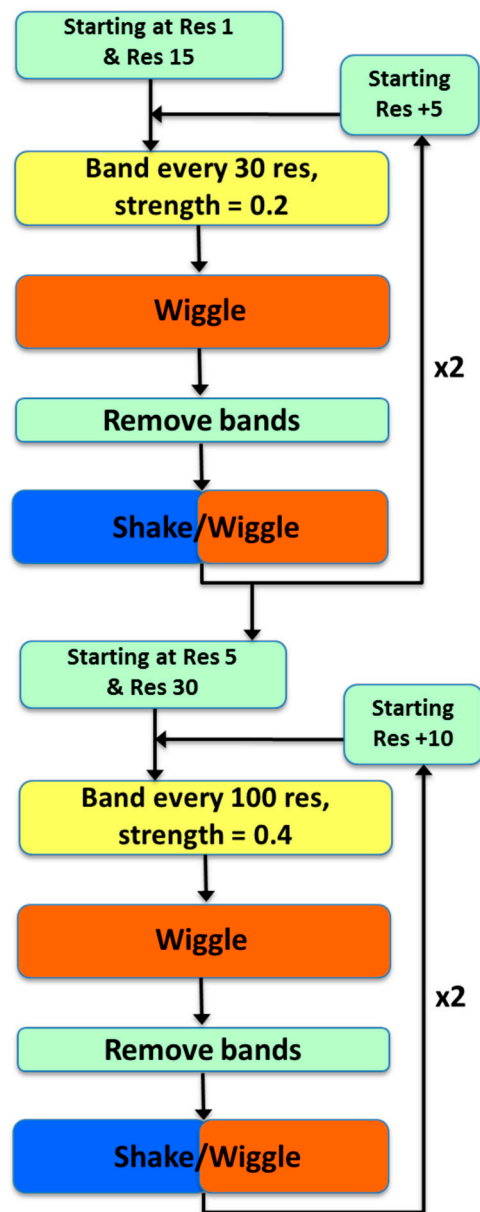 Starting at Res 1
& Res 15
Starting
Res +5
Band every 30 res,
strength = 0.2
Wiggle
x2
Remove bands
Shake/Wiggle
Starting at Res 5
& Res 30
Starting
Res +10
Band every 100 res,
strength = 0.4
Wiggle
x2
Remove bands
Shake/Wiggle